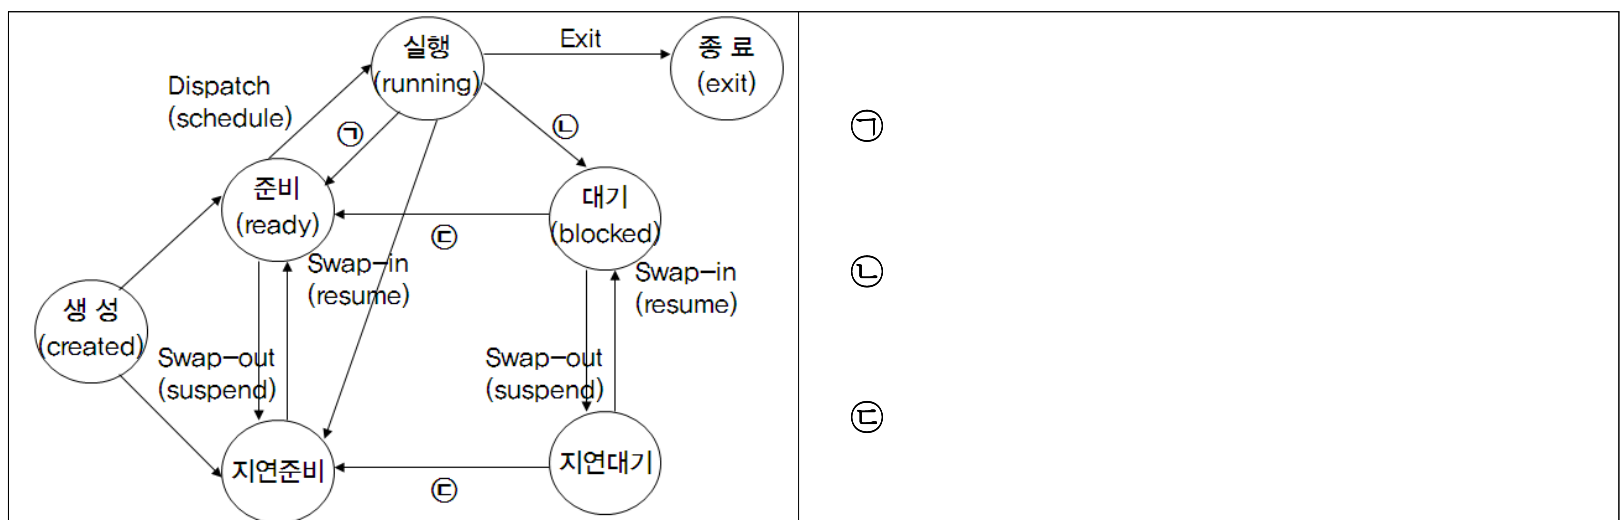 실행
(running)
Exit
종 료
(exit)
Dispatch
(schedule)
㉠
㉡
준비
(ready)
대기
(blocked)
㉢
Swap-in
(resume)
Swap-in
(resume)
생 성
(created)
Swap-out
(suspend)
Swap-out
(suspend)
지연준비
지연대기
㉢
㉠
㉡
㉢